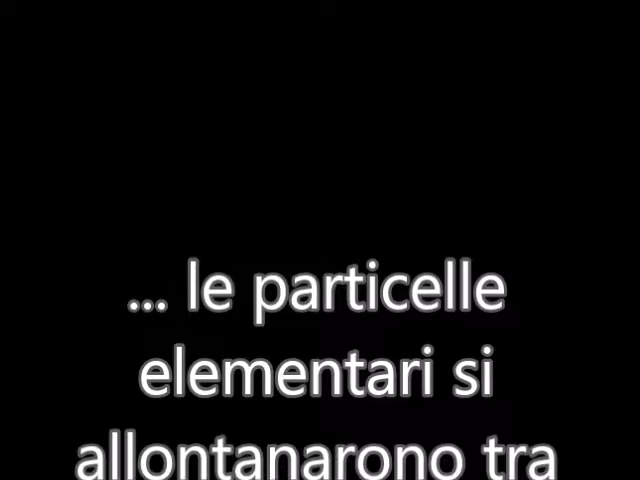 ... le particelle
elementari si
allontanarono tra